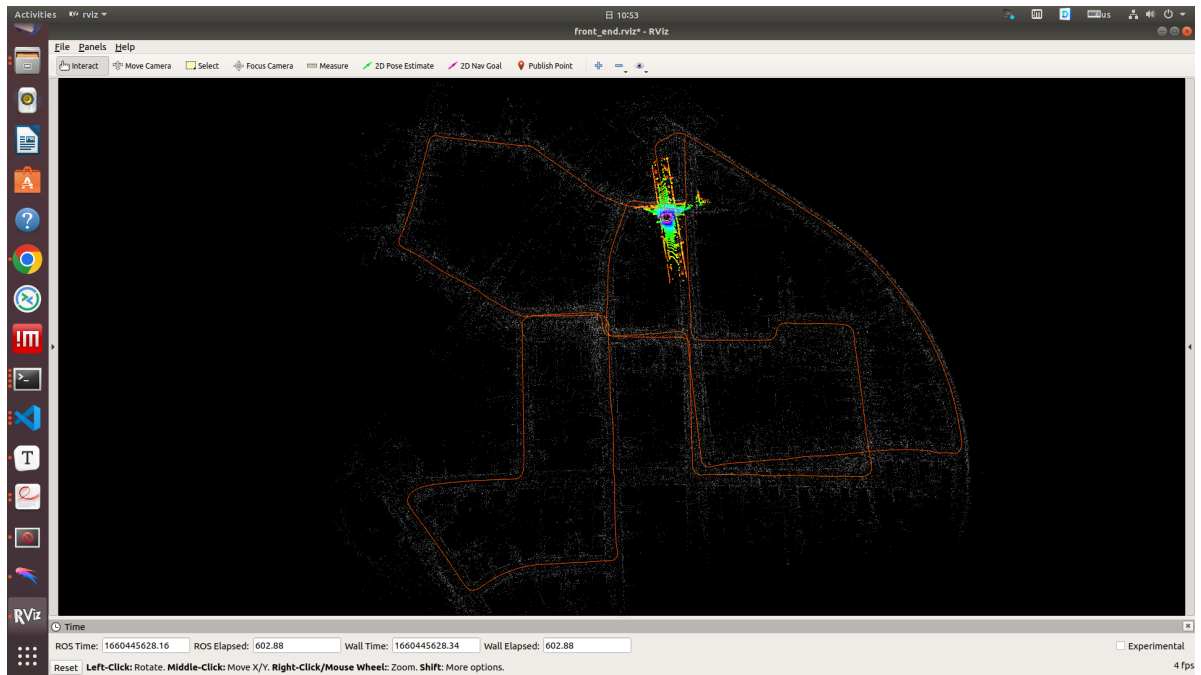 Activities RViz rviz 日 10:53 D us
front_end.rviz* - RViz
File Panels Help
Interact Move Camera Select Focus Camera Measure 2D Pose Estimate 2D Nav Goal Publish Point
A
?
!m
>_
T
RViz
Time
ROS Time: 1660445628.16 ROS Elapsed: 602.88 Wall Time: 1660445628.34 Wall Elapsed: 602.88 Experimental
Reset Left-Click: Rotate. Middle-Click: Move X/Y. Right-Click/Mouse Wheel:: Zoom. Shift: More options. 4 fps